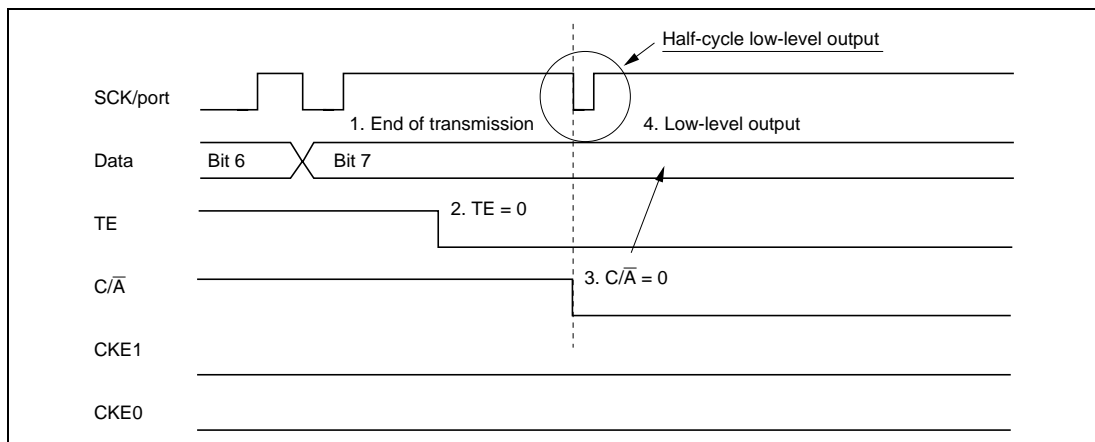 Half-cycle low-level output
SCK/port
1. End of transmission
4. Low-level output
Data
Bit 6
Bit 7
2. TE = 0
TE
3. C/A̅ = 0
C/A̅
CKE1
CKE0